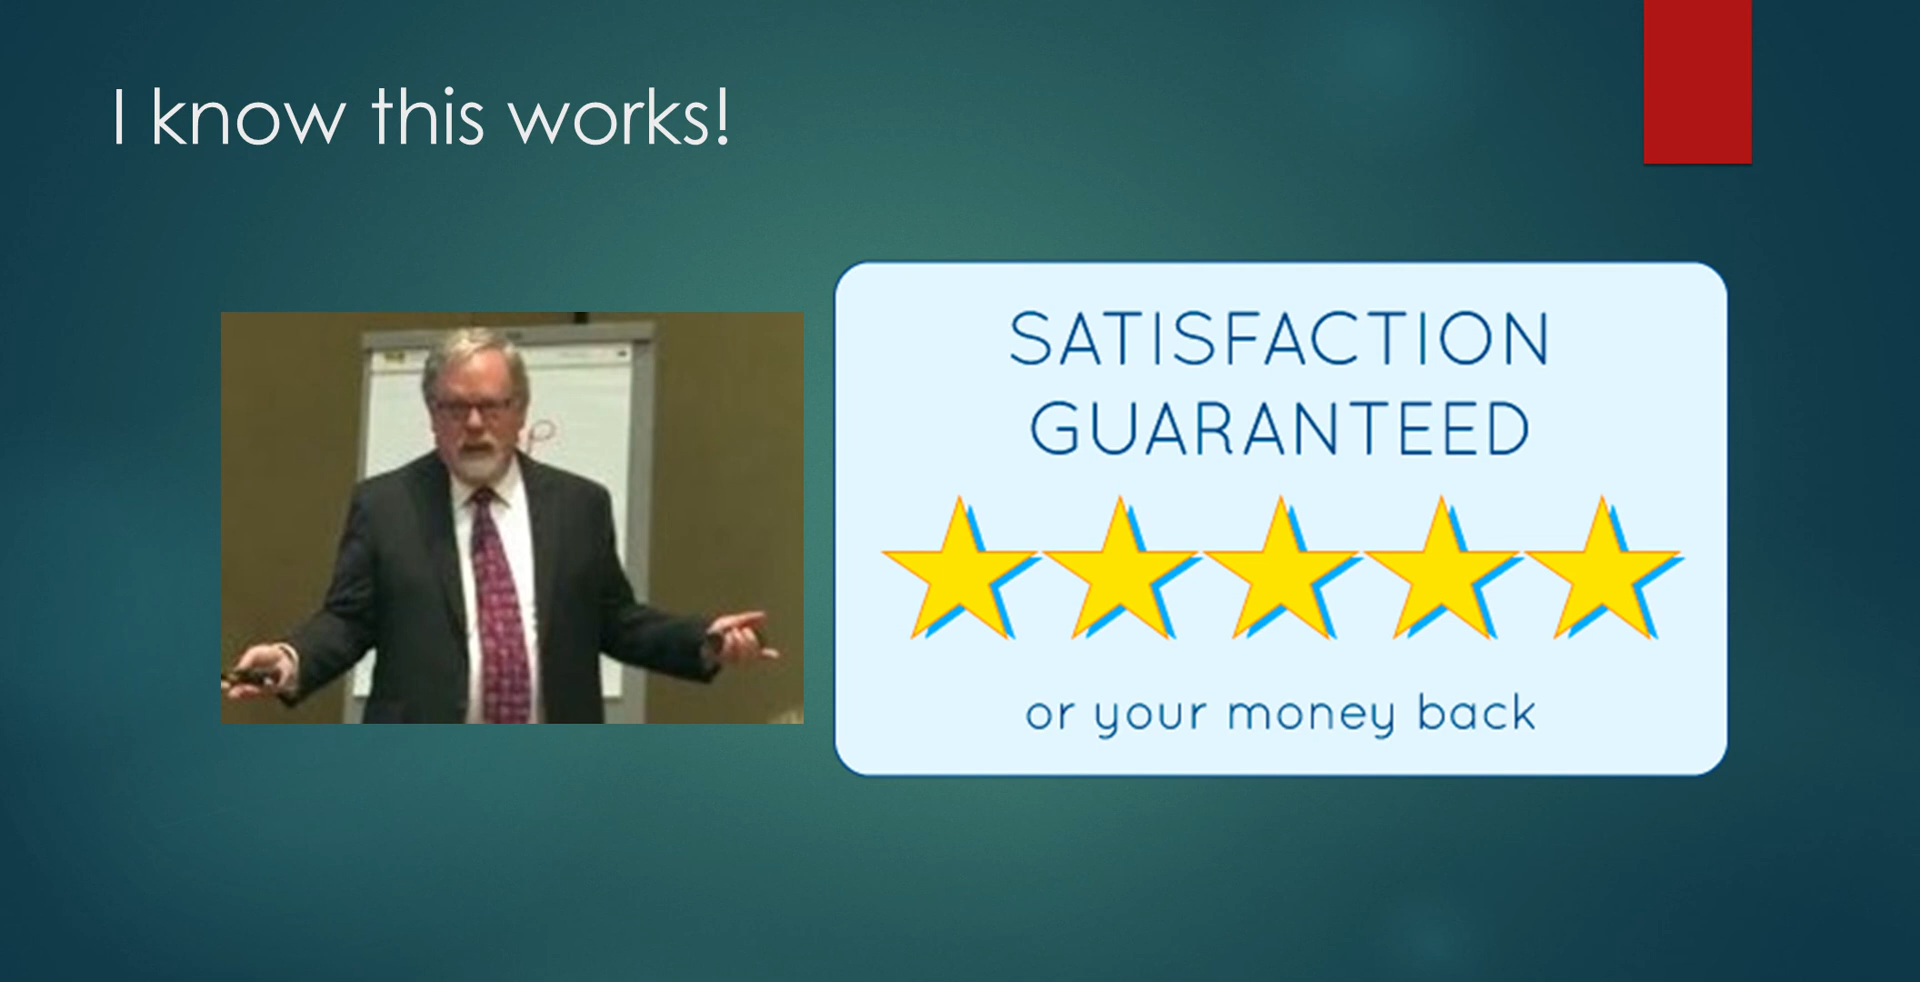 I know this works!
SATISFACTION
GUARANTEED
or your money back